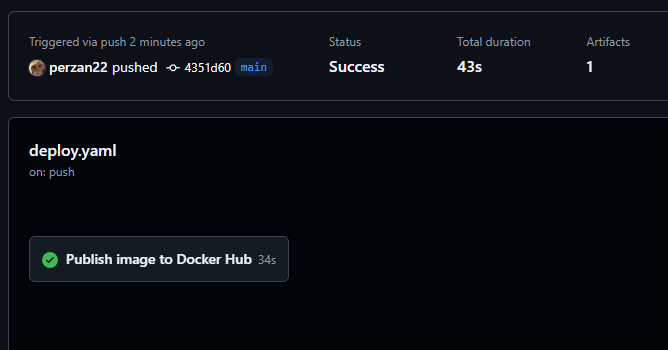 Triggered via push 2 minutes ago
perzan22 pushed 4351d60 main
Status
Success
Total duration
43s
Artifacts
1
deploy.yaml
on: push
Publish image to Docker Hub 34s